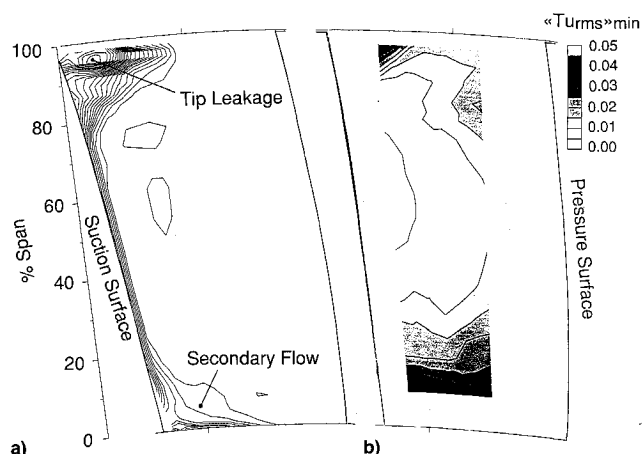 «Turms»min
100
80
60
40
20
0
% Span
Tip Leakage
Suction Surface
Secondary Flow
a)
b)
0.05
0.04
0.03
0.02
0.01
0.00
Pressure Surface